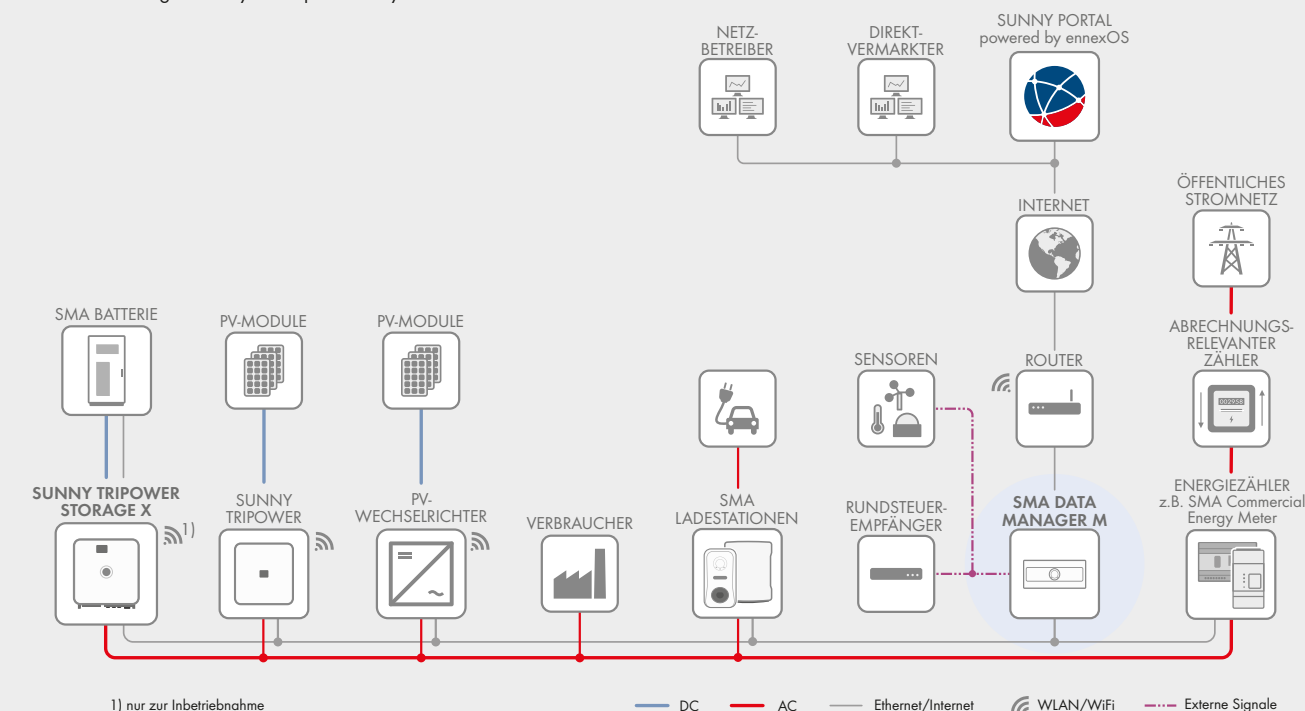 NETZ-
BETREIBER
DIREKT-
VERMARKTER
SUNNY PORTAL
powered by ennexOS
INTERNET
ÖFFENTLICHES
STROMNETZ
SMA BATTERIE
PV-MODULE
PV-MODULE
SENSOREN
ROUTER
ABRECHNUNGS-
RELEVANTER
ZÄHLER
SUNNY TRIPOWER
STORAGE X
1)
SUNNY
TRIPOWER
PV-
WECHSELRICHTER
VERBRAUCHER
SMA
LADESTATIONEN
RUNDSTEUER-
EMPFÄNGER
SMA DATA
MANAGER M
ENERGIEZÄHLER
z.B. SMA Commercial
Energy Meter
1) nur zur Inbetriebnahme
DC
AC
Ethernet/Internet
WLAN/WiFi
Externe Signale